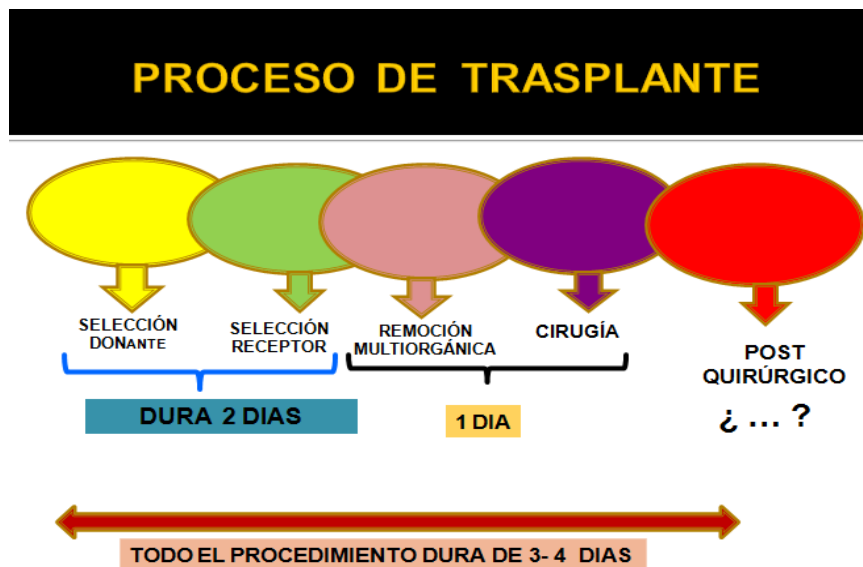 PROCESO DE TRASPLANTE
SELECCIÓN
DONANTE
SELECCIÓN
RECEPTOR
REMOCIÓN
MULTIORGÁNICA
CIRUGÍA
POST
QUIRÚRGICO
¿ ... ?
DURA 2 DIAS
1 DIA
TODO EL PROCEDIMIENTO DURA DE 3- 4 DIAS